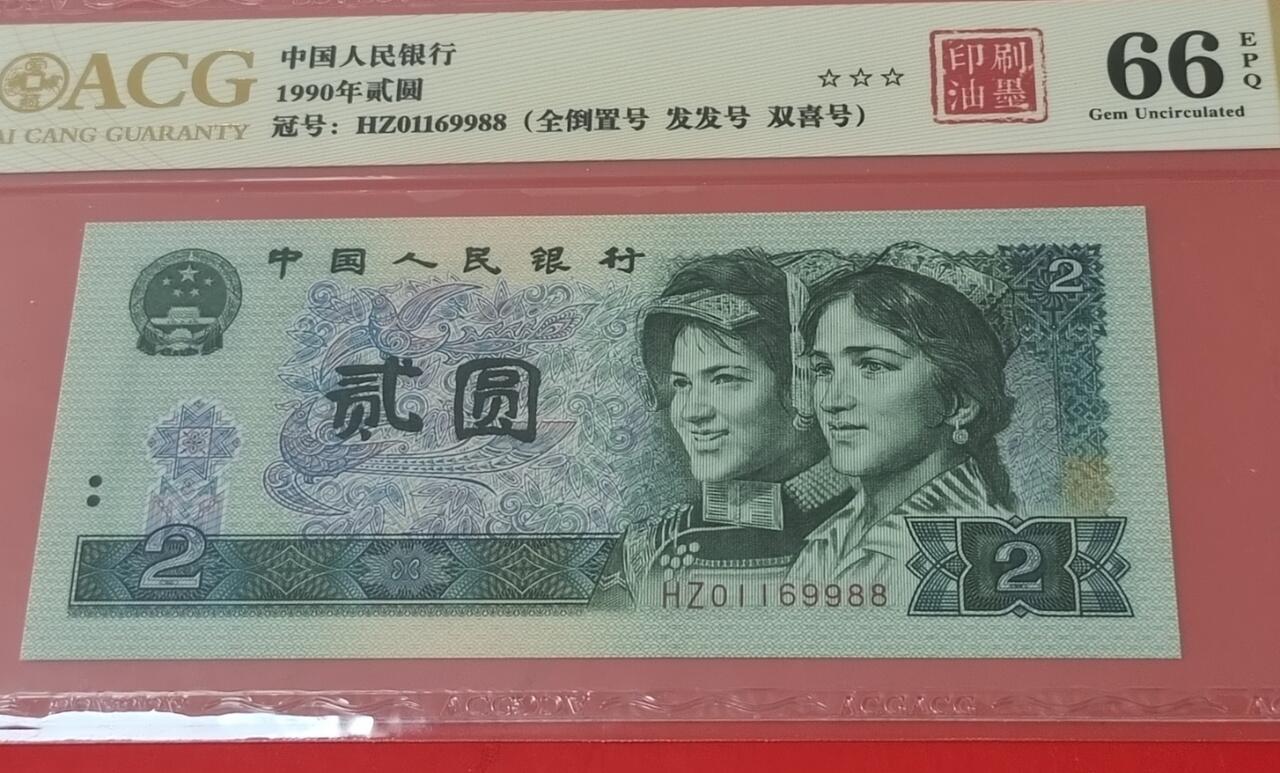 ACG
AI CANG GUARANTY
中国人民银行
1990年贰圆
冠号：HZ01169988（全倒置号 发发号 双喜号）
☆☆☆
印刷
油墨
66
EPQ
Gem Uncirculated
中国人民银行
2
贰圆
2
HZ01169988
2
ACGACG